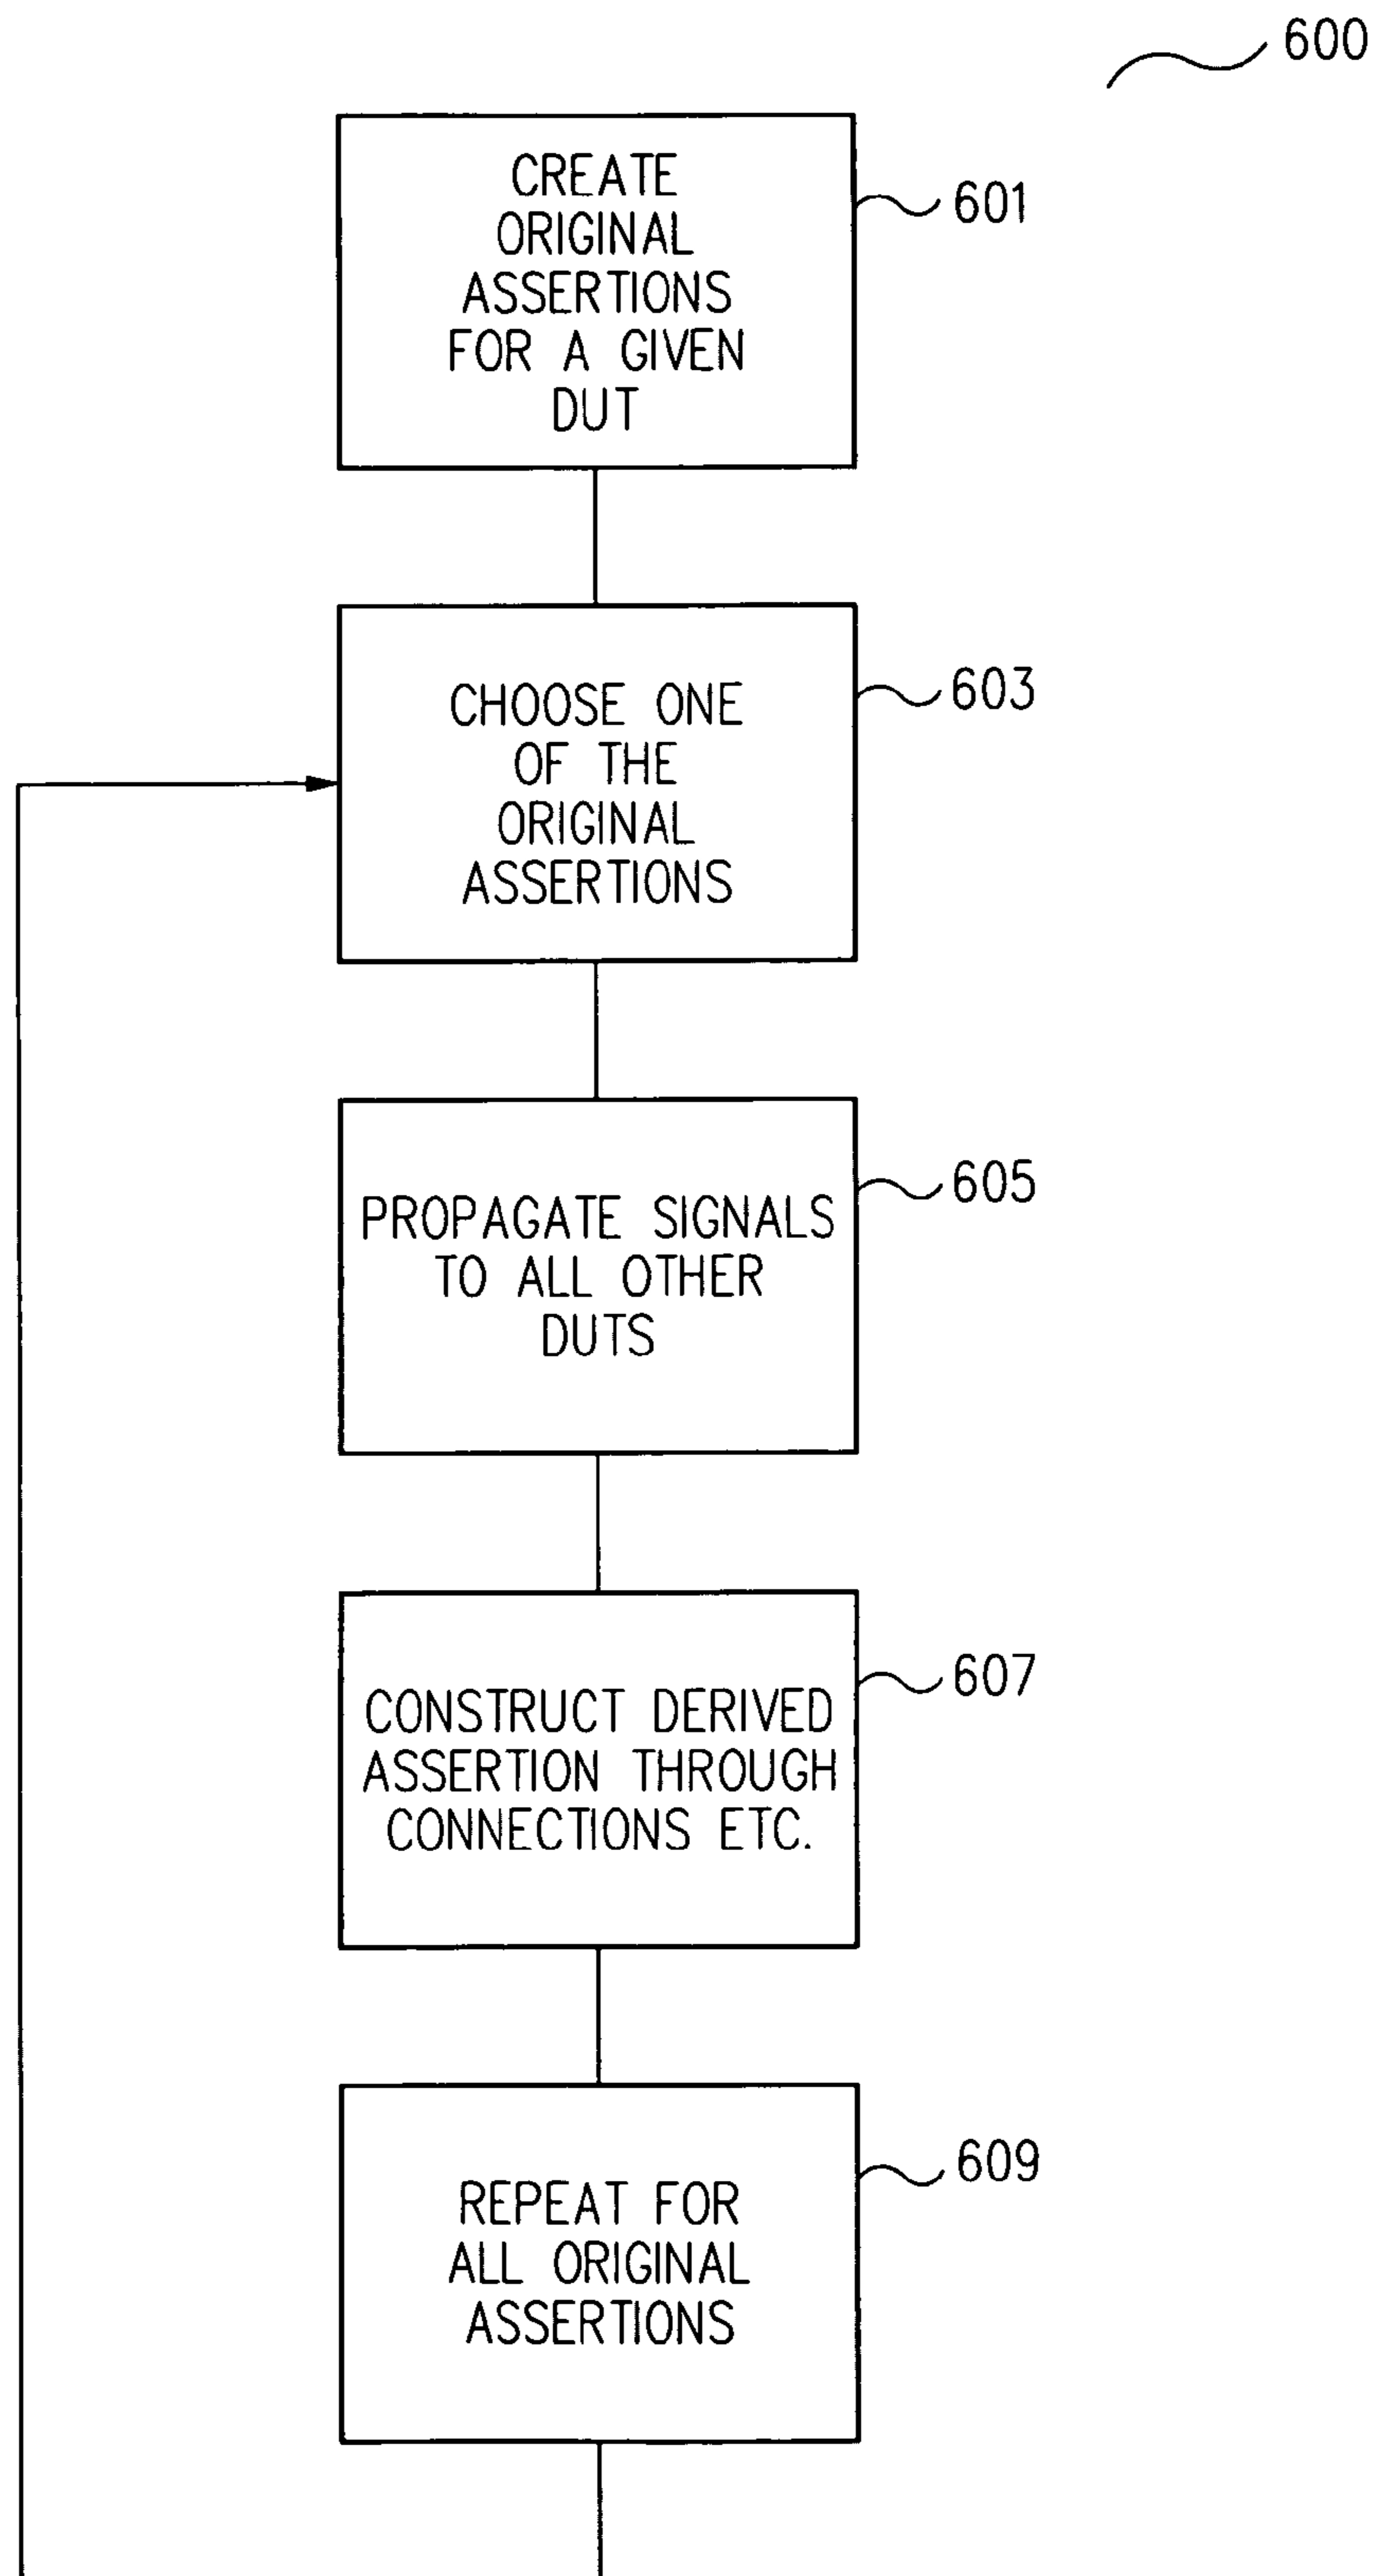 600
CREATE
ORIGINAL
ASSERTIONS
FOR A GIVEN
DUT
601
CHOOSE ONE
OF THE
ORIGINAL
ASSERTIONS
603
PROPAGATE SIGNALS
TO ALL OTHER
DUTS
605
CONSTRUCT DERIVED
ASSERTION THROUGH
CONNECTIONS ETC.
607
REPEAT FOR
ALL ORIGINAL
ASSERTIONS
609